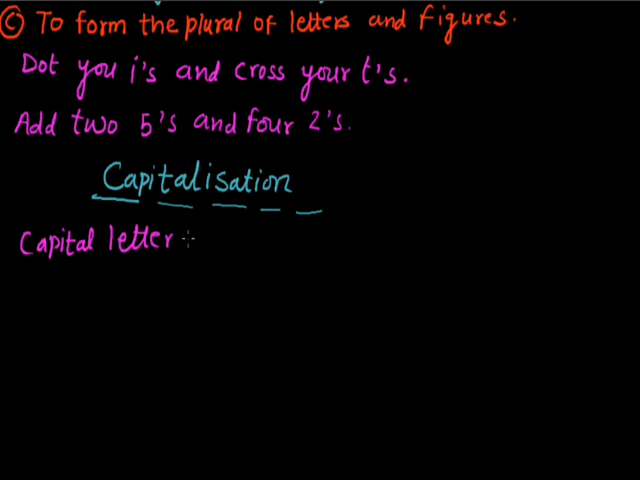 © To form the plural of letters and figures.
Dot you i's and cross your t's.
Add two 5's and four 2's.
Capitalisation
Capital letter